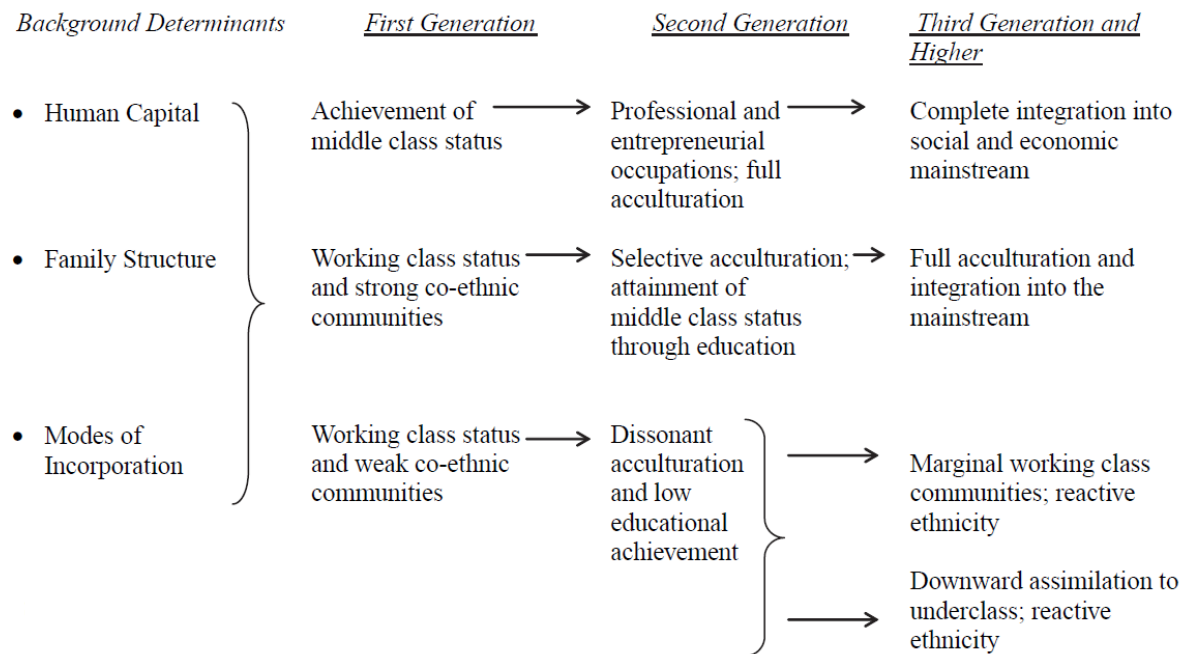 Background Determinants
First Generation
Second Generation
Third Generation and
Higher
• Human Capital
Achievement of
middle class status
Professional and
entrepreneurial
occupations; full
acculturation
Complete integration into
social and economic
mainstream
• Family Structure
Working class status
and strong co-ethnic
communities
Selective acculturation;
attainment of
middle class status
through education
Full acculturation and
integration into the
mainstream
• Modes of
Incorporation
Working class status
and weak co-ethnic
communities
Dissonant
acculturation
and low
educational
achievement
Marginal working class
communities; reactive
ethnicity
Downward assimilation to
underclass; reactive
ethnicity